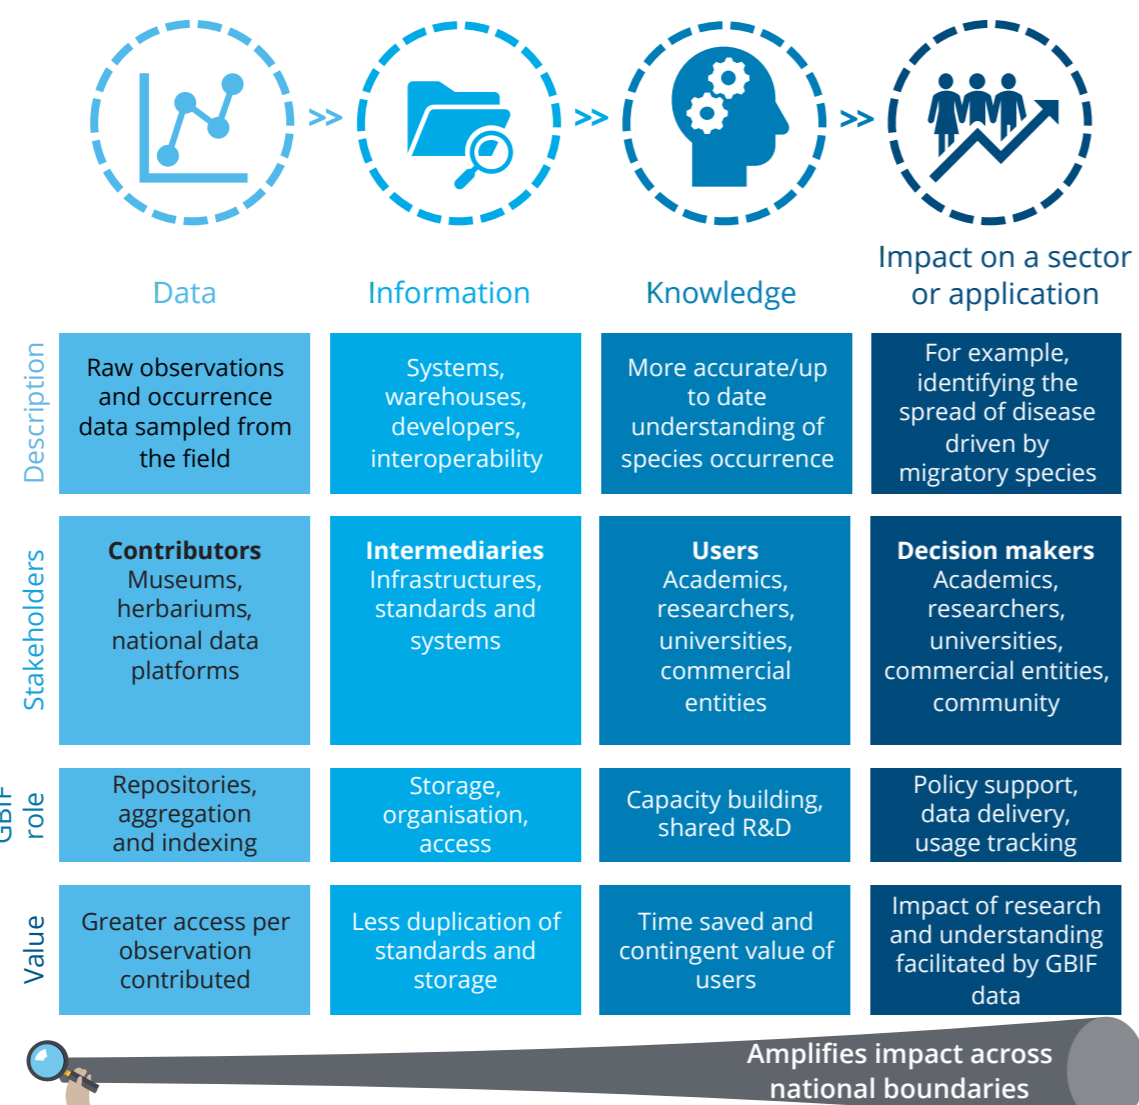 Data
Information
Knowledge
Impact on a sector
or application
Description
Raw observations
and occurrence
data sampled from
the field
Systems,
warehouses,
developers,
interoperability
More accurate/up
to date
understanding of
species occurrence
For example,
identifying the
spread of disease
driven by
migratory species
Stakeholders
Contributors
Museums,
herbariums,
national data
platforms
Intermediaries
Infrastructures,
standards and
systems
Users
Academics,
researchers,
universities,
commercial
entities
Decision makers
Academics,
researchers,
universities,
commercial entities,
community
GBIF
role
Repositories,
aggregation
and indexing
Storage,
organisation,
access
Capacity building,
shared R&D
Policy support,
data delivery,
usage tracking
Value
Greater access per
observation
contributed
Less duplication of
standards and
storage
Time saved and
contingent value of
users
Impact of research
and understanding
facilitated by GBIF
data
Amplifies impact across
national boundaries